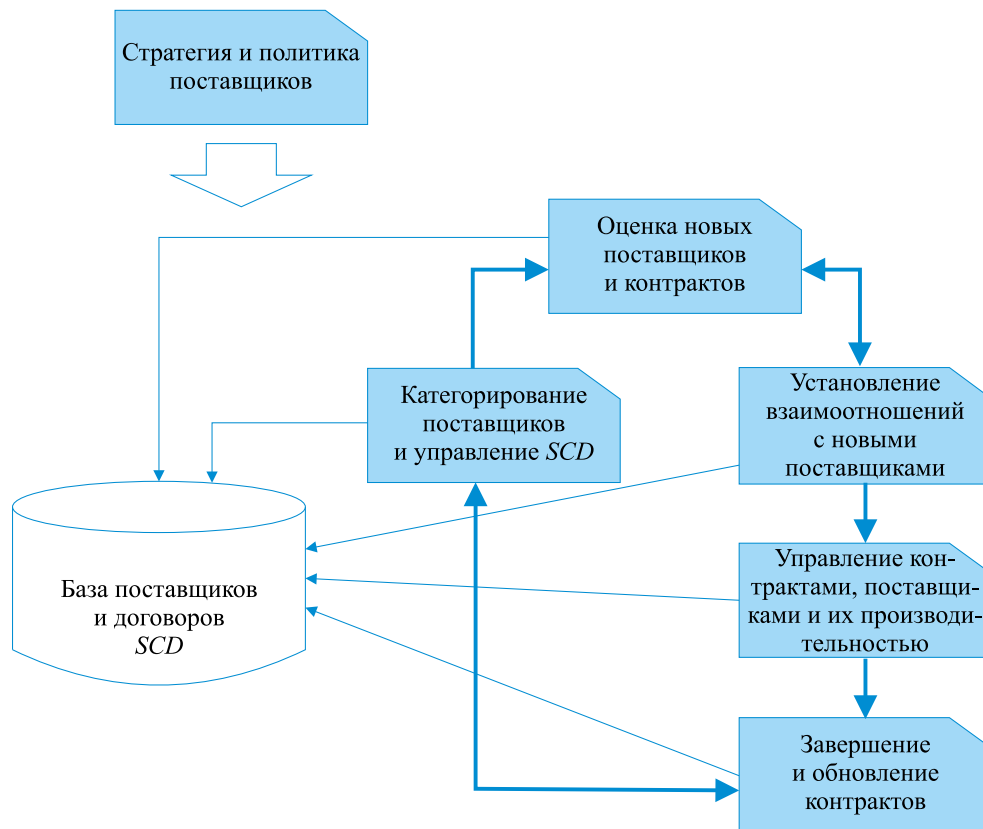 Стратегия и политика
поставщиков
Оценка новых
поставщиков
и контрактов
Категорирование
поставщиков
и управление SCD
Установление
взаимоотношений
с новыми
поставщиками
База поставщиков
и договоров
SCD
Управление кон-
трактами, поставщи-
ками и их производи-
тельностью
Завершение
и обновление
контрактов